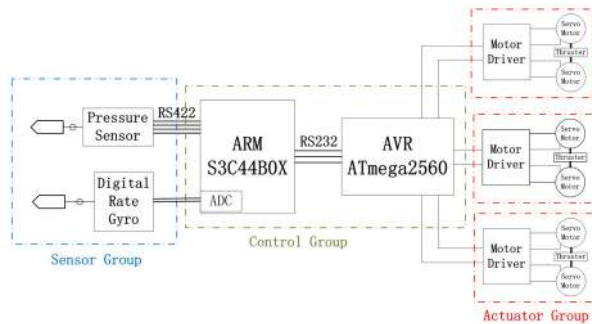 Pressure
Sensor
RS422
Digital
Rate
Gyro
Sensor Group
ARM
S3C44B0X
ADC
RS232
AVR
ATmega2560
Control Group
Motor
Driver
Servo
Motor
Thruster
Servo
Motor
Motor
Driver
Servo
Motor
Thruster
Servo
Motor
Motor
Driver
Servo
Motor
Thruster
Servo
Motor
Actuator Group